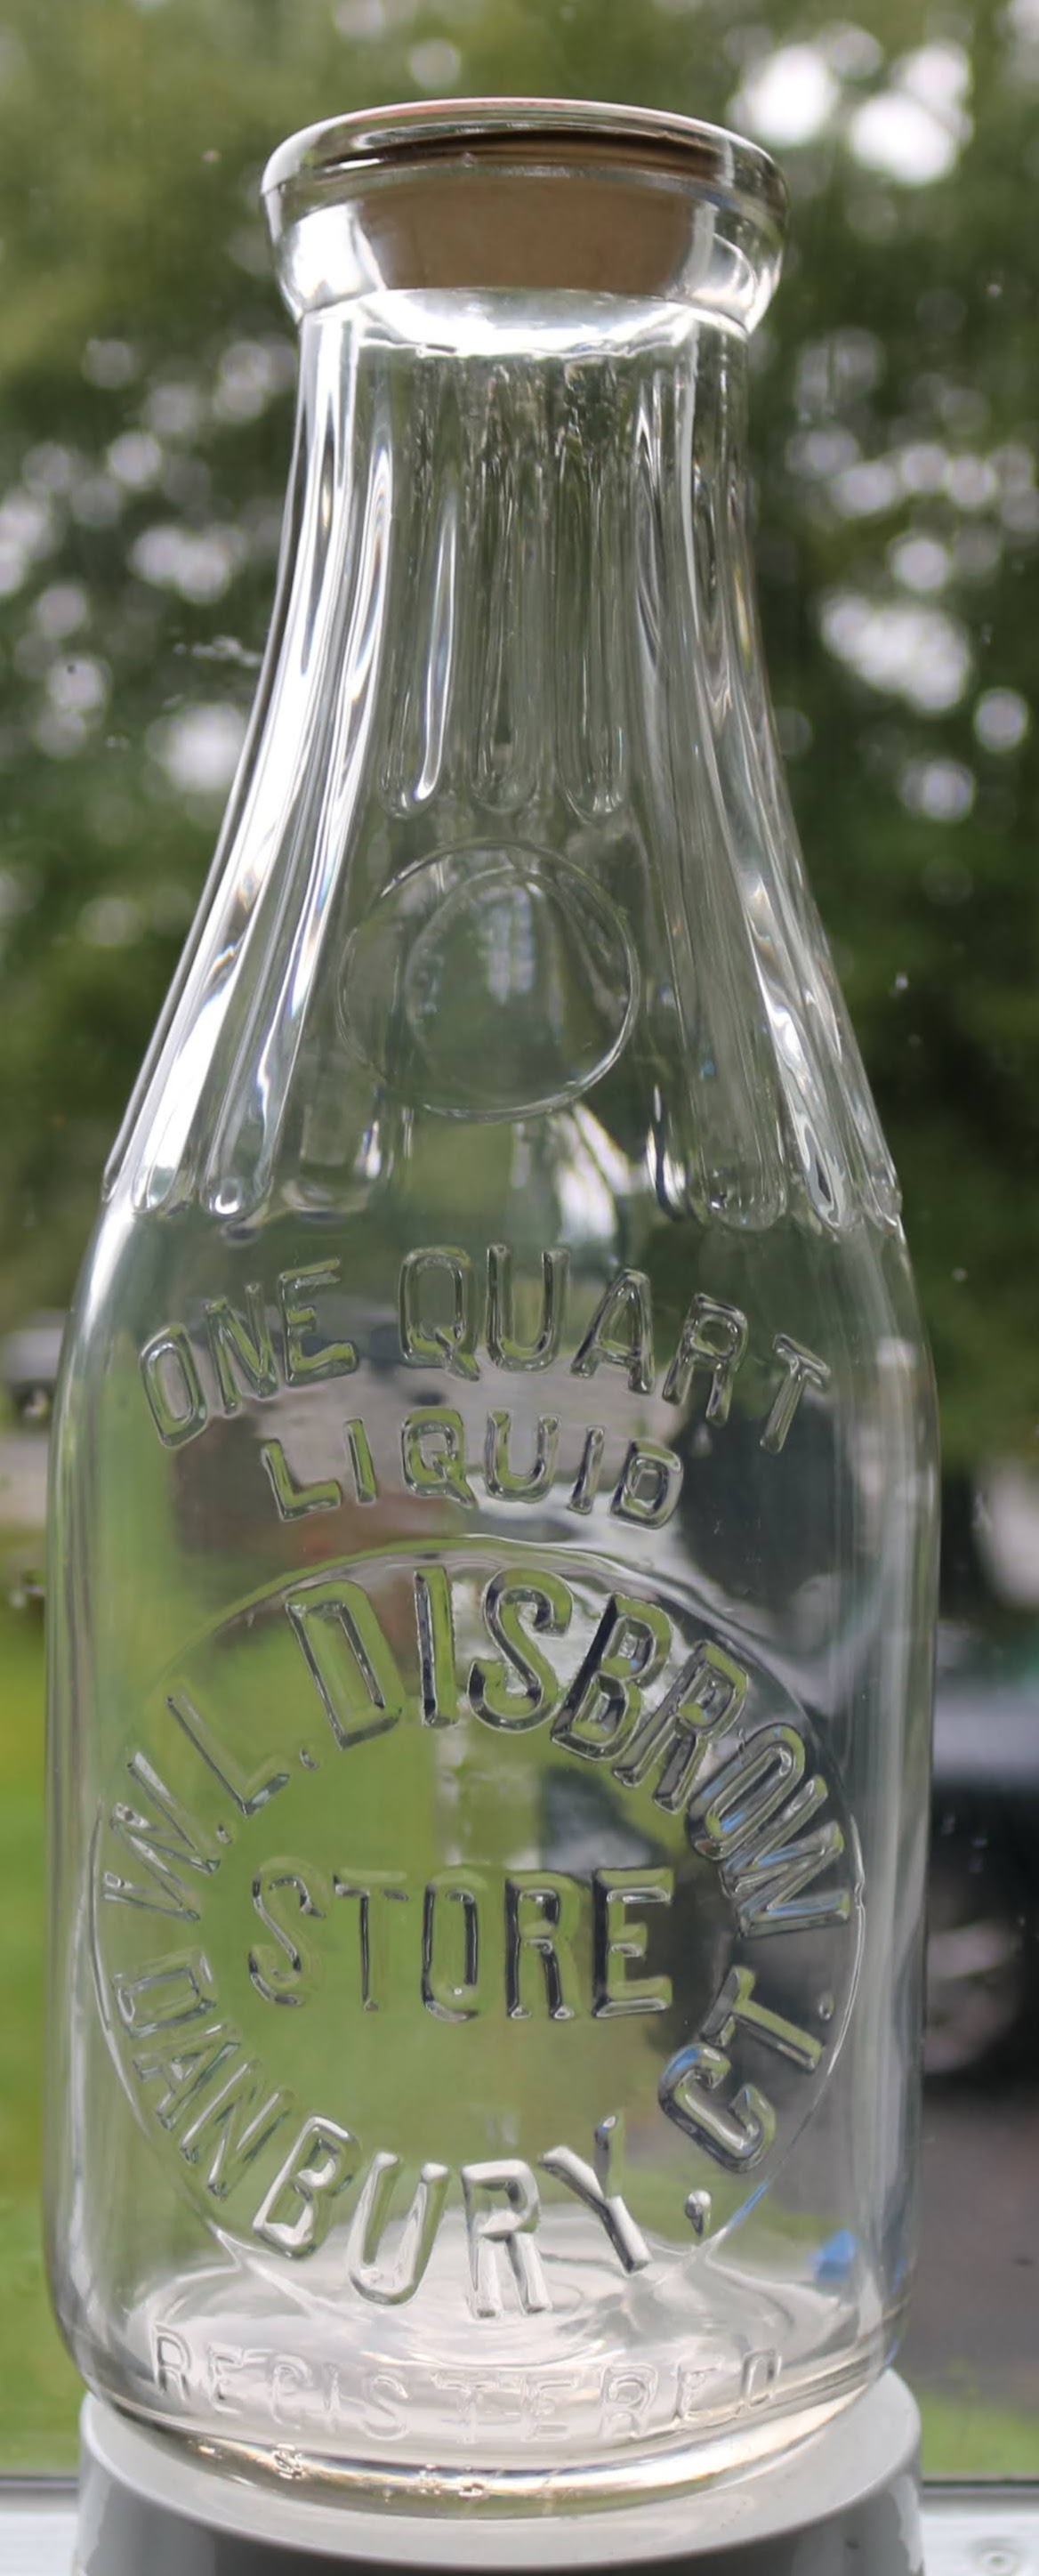 ONE QUART
LIQUID
W.L. DISBROW
STORE
DANBURY, CT.
REGISTERED